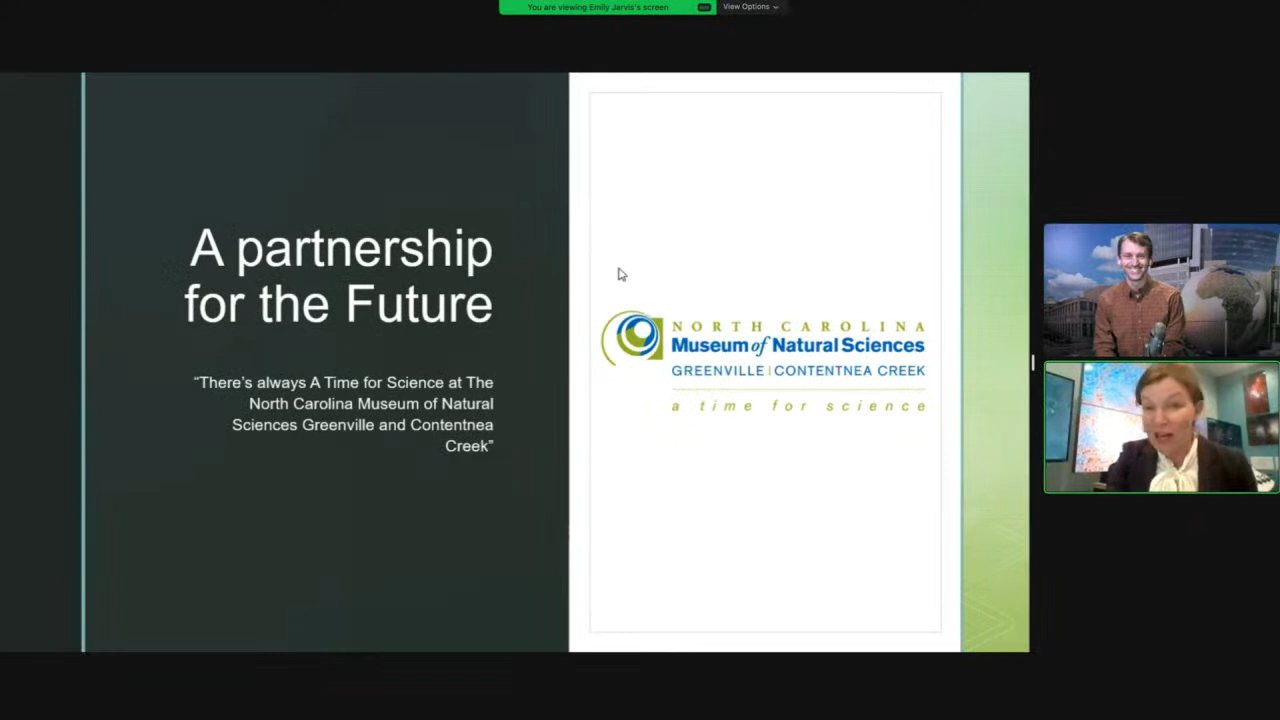 You are viewing Emily Jarvis's screen
View Options
A partnership
for the Future
“There’s always A Time for Science at The
North Carolina Museum of Natural
Sciences Greenville and Contentnea
Creek”
NORTH CAROLINA
Museum of Natural Sciences
GREENVILLE | CONTENTNEA CREEK
a time for science